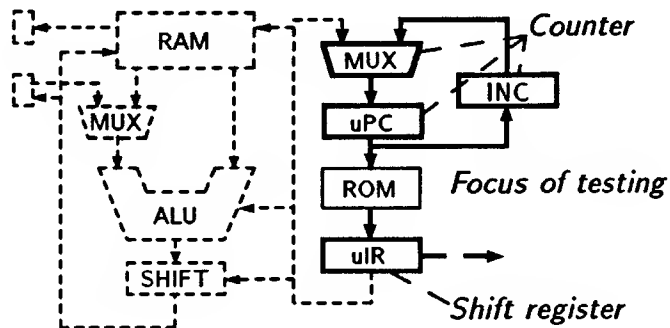 RAM
MUX
Counter
MUX
INC
uPC
ROM
Focus of testing
ALU
uIR
SHIFT
Shift register